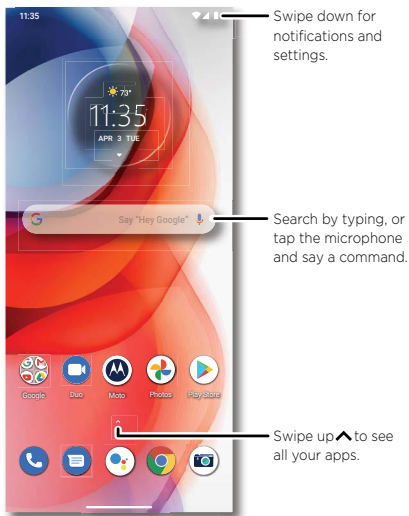 11:35
Swipe down for
notifications and
settings.
73°
11:35
APR 3 TUE
Say "Hey Google"
Search by typing, or
tap the microphone
and say a command.
Google Duo Moto Photos Play Store
Swipe up ^ to see
all your apps.